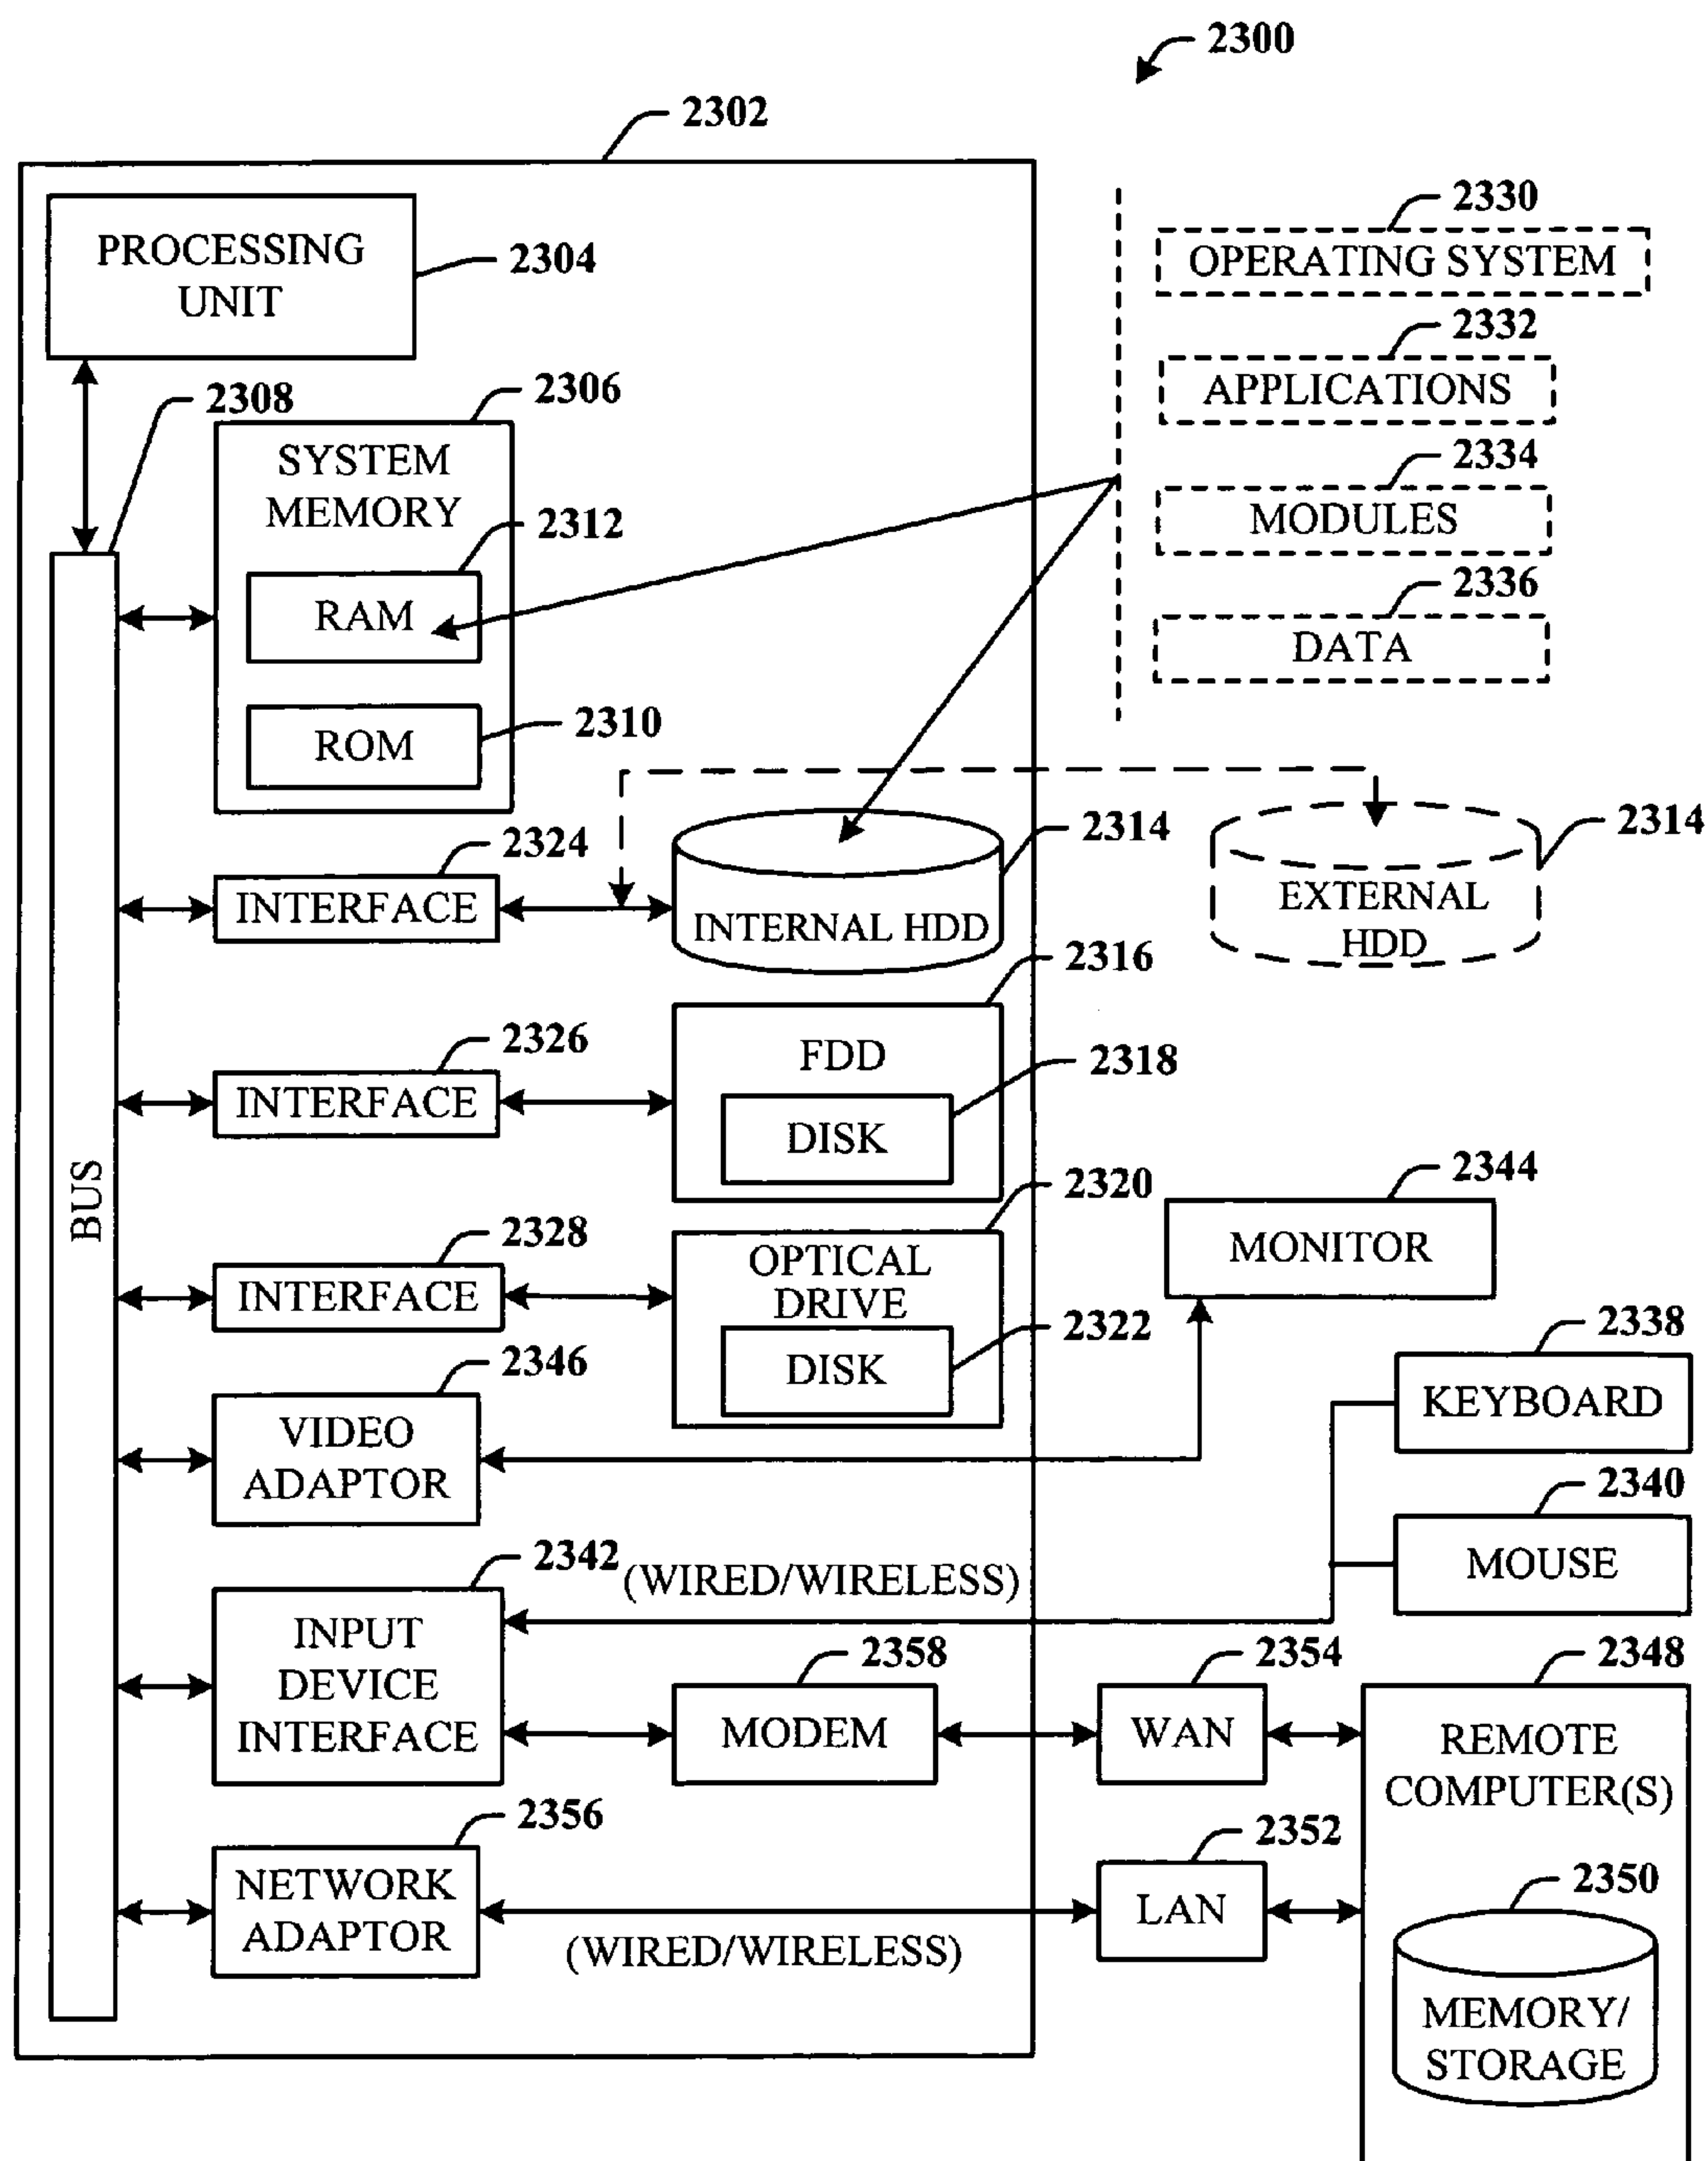 2300
2302
PROCESSING
UNIT
2304
2330
OPERATING SYSTEM
2332
APPLICATIONS
2334
MODULES
2336
DATA
2308
2306
SYSTEM
MEMORY
2312
RAM
2310
ROM
2324
INTERFACE
2314
INTERNAL HDD
2314
EXTERNAL
HDD
2326
INTERFACE
2316
FDD
2318
DISK
BUS
2328
INTERFACE
2320
OPTICAL
DRIVE
2322
DISK
2344
MONITOR
2346
VIDEO
ADAPTOR
2338
KEYBOARD
2340
MOUSE
2342
(WIRED/WIRELESS)
INPUT
DEVICE
INTERFACE
2358
MODEM
2354
WAN
2348
REMOTE
COMPUTER(S)
2356
NETWORK
ADAPTOR
(WIRED/WIRELESS)
2352
LAN
2350
MEMORY/
STORAGE